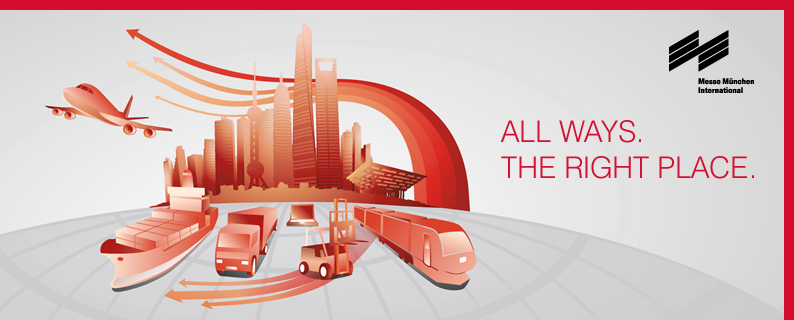 Messe München
International
ALL WAYS.
THE RIGHT PLACE.